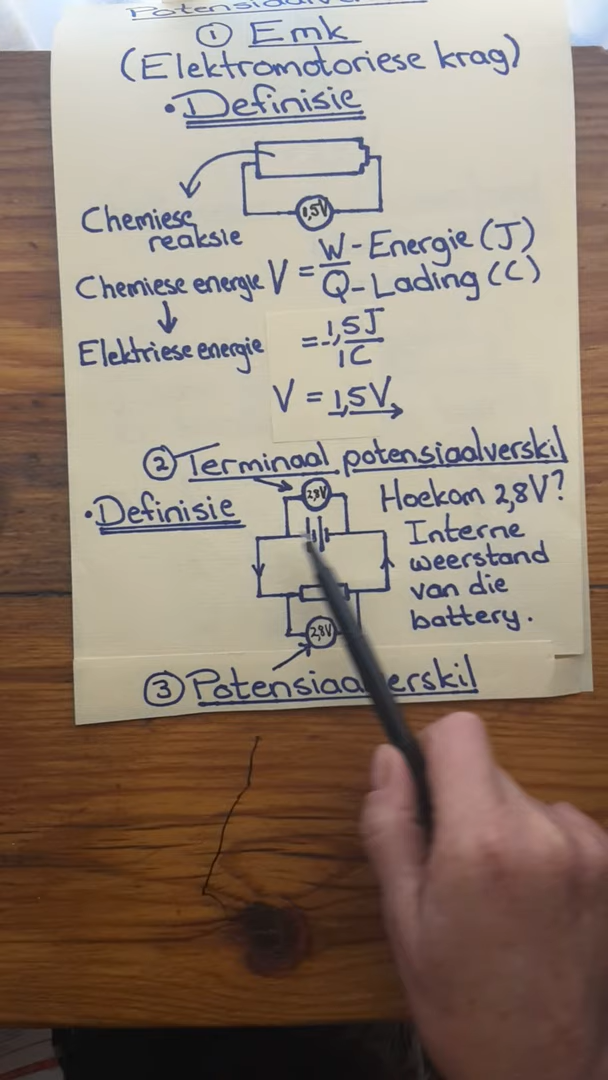 ① Emk
(Elektromotoriese krag)
• Definisie
1,5V
Chemiese
reaksie
V = W - Energie (J)
Q - Lading (C)
Chemiese energie
Elektriese energie
= 1,5J
1C
V = 1,5V
② Terminaal potensiaalverskil
• Definisie
2,8V
Hoekom 2,8V?
Interne
weerstand
van die
battery.
2,8V
③